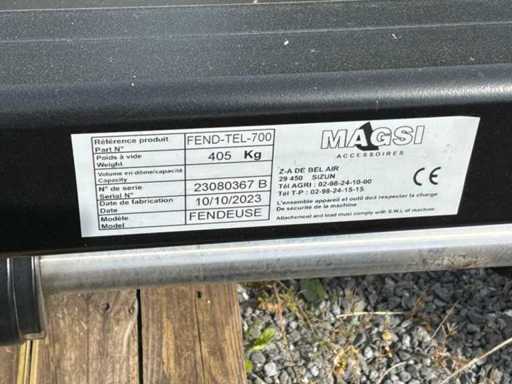 Référence produit FEND-TEL-700
Part N°
Poids à vide 405 Kg
Weight
Volume en dôme/capacité
Capacity
N° de serie 23080367 B
Serial N°
Date de fabrication 10/10/2023
Date
Modèle FENDEUSE
Model
MAGSI
ACCESSOIRES
Z-A DE BEL AIR
29 450 SIZUN
Tél AGRI : 02-98-24-10-00
Tél T-P : 02-98-24-15-15
CE
L'ensemble appareil et outil doit respecter la charge
De sécurité de la machine
Attachement and load must comply with S.W.L of machine